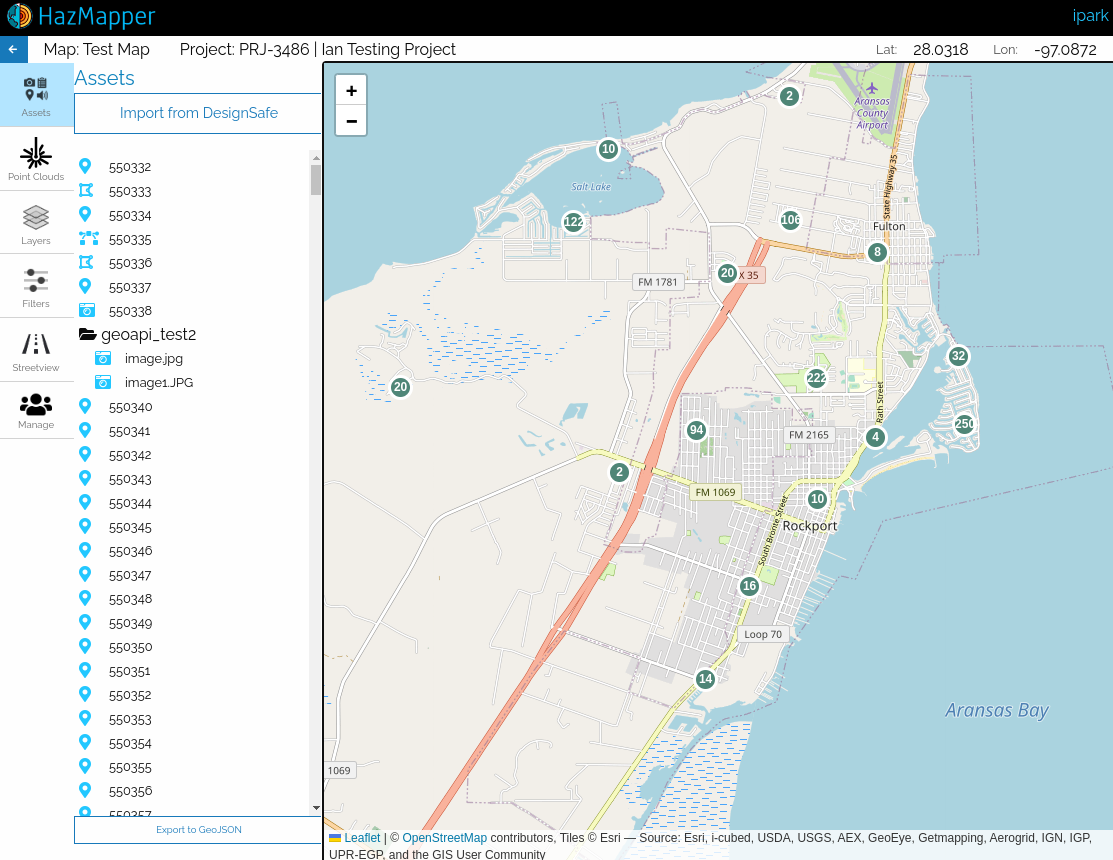 HazMapper
ipark
Map: Test Map
Project: PRJ-3486 | Ian Testing Project
Lat: 28.0318
Lon: -97.0872
Assets
Point Clouds
Layers
Filters
Streetview
Manage
Assets
Import from DesignSafe
550332
550333
550334
550335
550336
550337
550338
geoapi_test2
image.jpg
image1.JPG
550340
550341
550342
550343
550344
550345
550346
550347
550348
550349
550350
550351
550352
550353
550354
550355
550356
550357
Export to GeoJSON
+
−
2
Aransas
County
Airport
10
State Highway 35
Salt Lake
122
106
Fulton
8
20
X 35
FM 1781
32
222
20
Rath Street
250
94
FM 2165
4
2
FM 1069
10
South Bronte Street
Rockport
16
Loop 70
14
Aransas Bay
1069
Leaflet | © OpenStreetMap contributors, Tiles © Esri — Source: Esri, i-cubed, USDA, USGS, AEX, GeoEye, Getmapping, Aerogrid, IGN, IGP,
UPR-EGP, and the GIS User Community